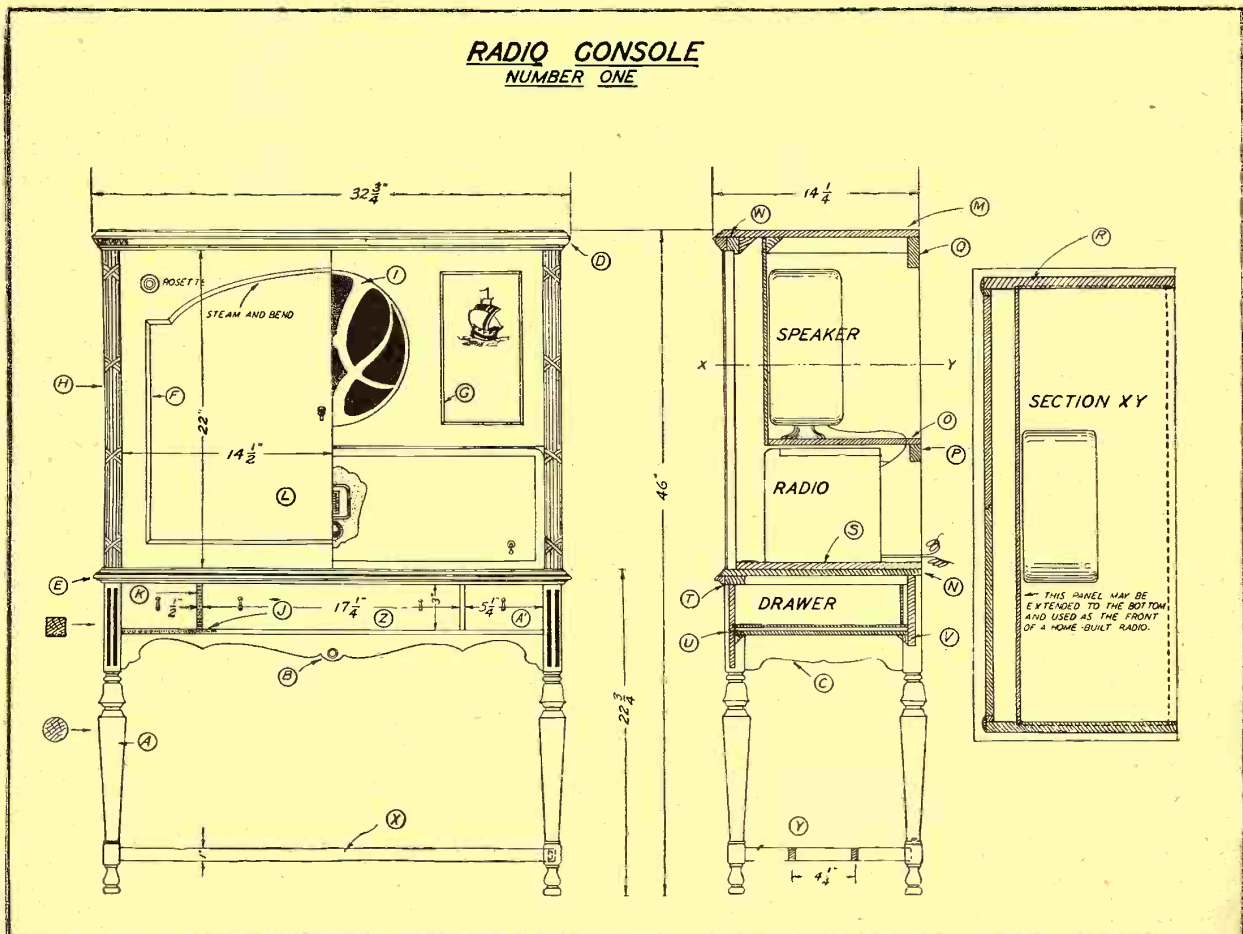 RADIO CONSOLE
NUMBER ONE
32 3/4"
14 1/4
W
M
D
Q
R
ROSETTE
I
STEAM AND BEND
SPEAKER
X
Y
H
F
G
22"
SECTION XY
14 1/2"
46"
O
P
L
RADIO
S
E
N
K
T
DRAWER
1/2"
J
17 1/4"
Z
3"
5 1/4"
A'
THIS PANEL MAY BE
EXTENDED TO THE BOTTOM
AND USED AS THE FRONT
OF A HOME-BUILT RADIO.
U
V
B
C
22 3/4"
A
X
Y
1"
4 1/4"